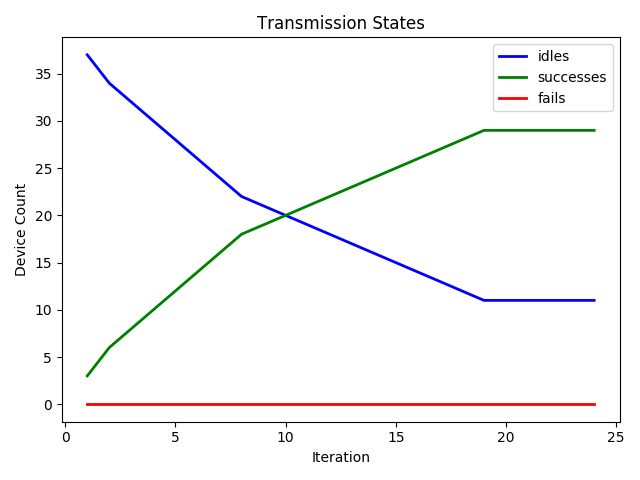 Transmission States
idles
successes
fails
Device Count
35
30
25
20
15
10
5
0
0 5 10 15 20 25
Iteration